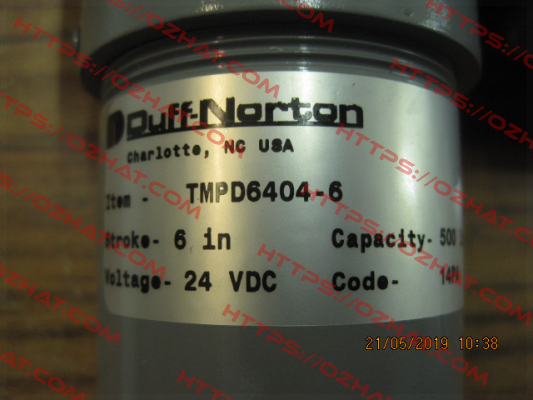 Duff-Norton
Charlotte, NC USA
Item - TMPD6404-6
Stroke- 6 in Capacity- 500
Voltage- 24 VDC Code-
21/05/2019 10:38
HTTPS://OZHAT.COM